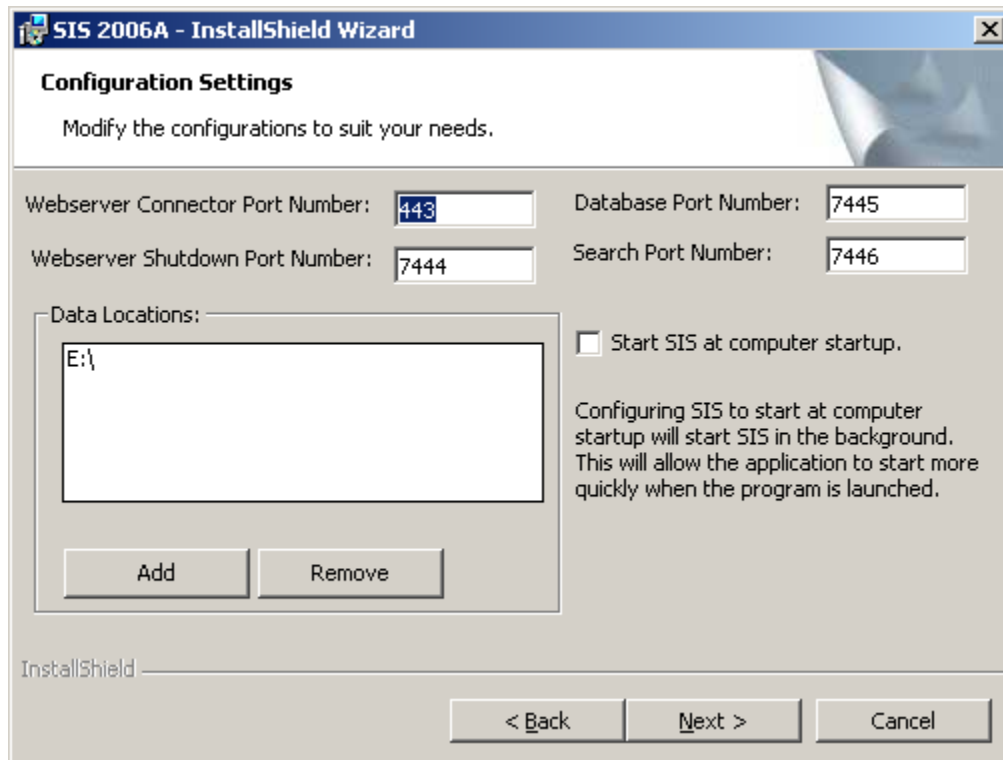 SIS 2006A - InstallShield Wizard
Configuration Settings
Modify the configurations to suit your needs.
Webserver Connector Port Number: 443
Database Port Number: 7445
Webserver Shutdown Port Number: 7444
Search Port Number: 7446
Data Locations:
E:\
Add Remove
Start SIS at computer startup.
Configuring SIS to start at computer
startup will start SIS in the background.
This will allow the application to start more
quickly when the program is launched.
InstallShield
< Back Next > Cancel